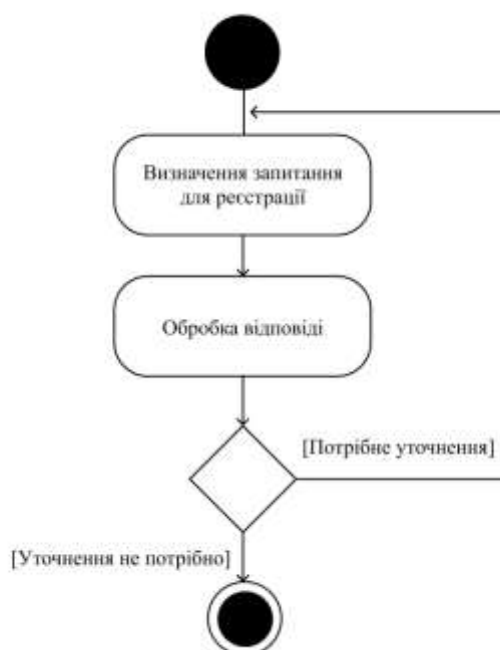 Визначення запитання
для реєстрації
Обробка відповіді
[Потрібне уточнення]
[Уточнення не потрібно]